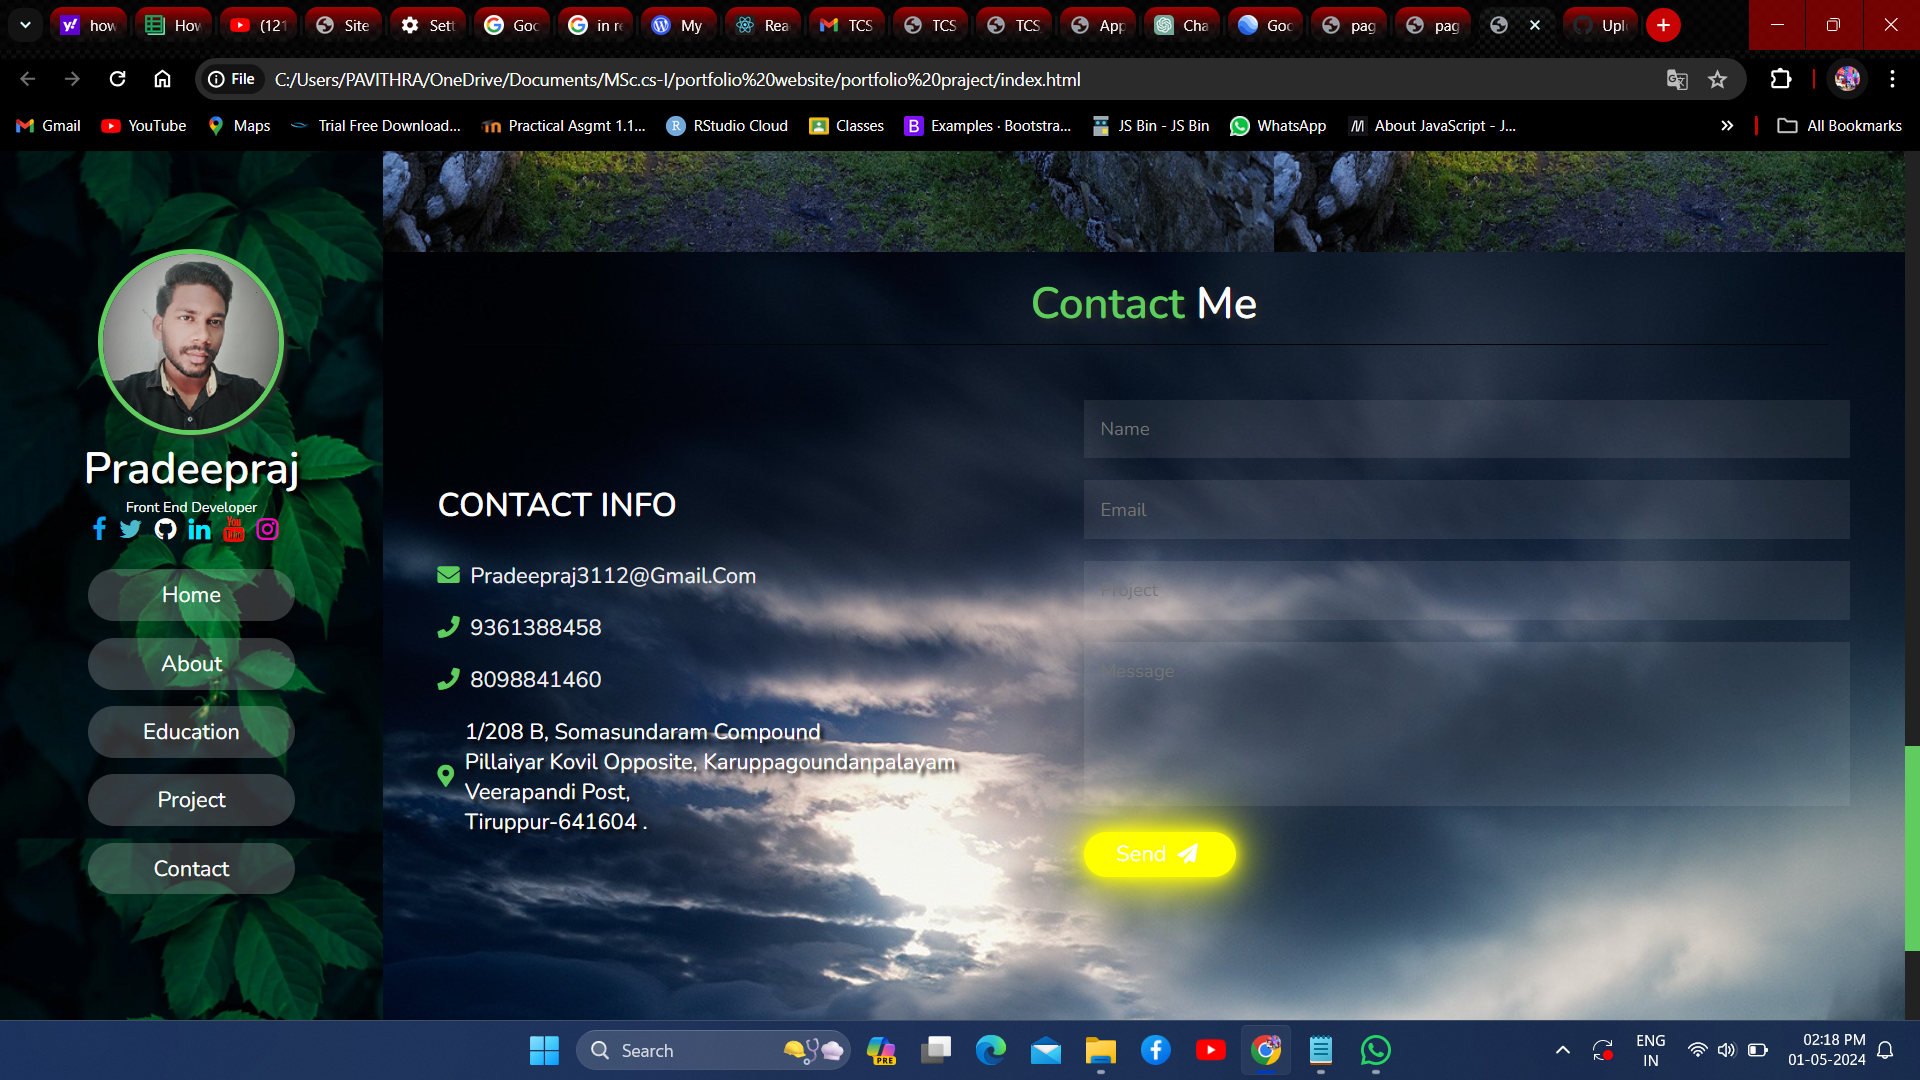 how
How
(121
Site
Sett
Goo
in re
My
Rea
TCS
TCS
TCS
App
Cha
Goo
pag
pag
Upl
File
C:/Users/PAVITHRA/OneDrive/Documents/MSc.cs-I/portfolio%20website/portfolio%20praject/index.html
Gmail
YouTube
Maps
Trial Free Download...
Practical Asgmt 1.1...
RStudio Cloud
Classes
Examples · Bootstra...
JS Bin - JS Bin
WhatsApp
About JavaScript - J...
All Bookmarks
Pradeepraj
Front End Developer
Home
About
Education
Project
Contact
Contact Me
CONTACT INFO
Pradeepraj3112@Gmail.Com
9361388458
8098841460
1/208 B, Somasundaram Compound
Pillaiyar Kovil Opposite, Karuppagoundanpalayam
Veerapandi Post,
Tiruppur-641604 .
Name
Email
Project
Message
Send
Search
PRE
ENG
IN
02:18 PM
01-05-2024